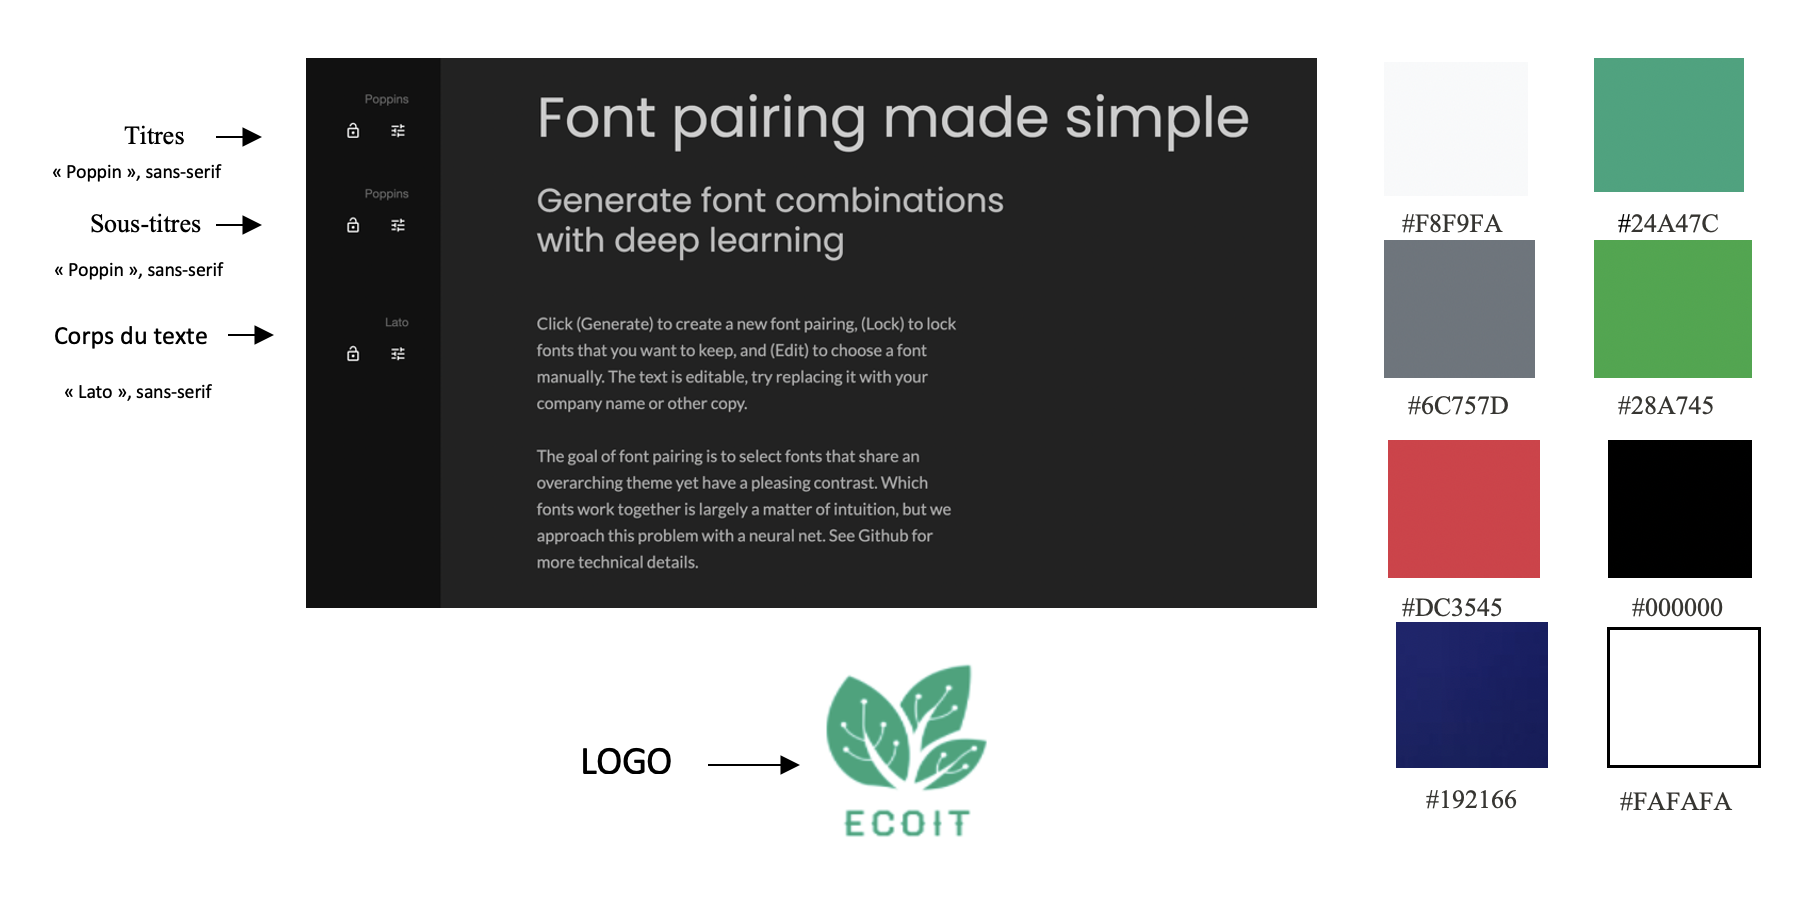 Titres
« Poppin », sans-serif
Sous-titres
« Poppin », sans-serif
Corps du texte
« Lato », sans-serif
Poppins
Font pairing made simple
Poppins
Generate font combinations
with deep learning
Lato
Click (Generate) to create a new font pairing, (Lock) to lock
fonts that you want to keep, and (Edit) to choose a font
manually. The text is editable, try replacing it with your
company name or other copy.
The goal of font pairing is to select fonts that share an
overarching theme yet have a pleasing contrast. Which
fonts work together is largely a matter of intuition, but we
approach this problem with a neural net. See Github for
more technical details.
#F8F9FA
#24A47C
#6C757D
#28A745
#DC3545
#000000
#192166
#FAFAFA
LOGO
ECOIT